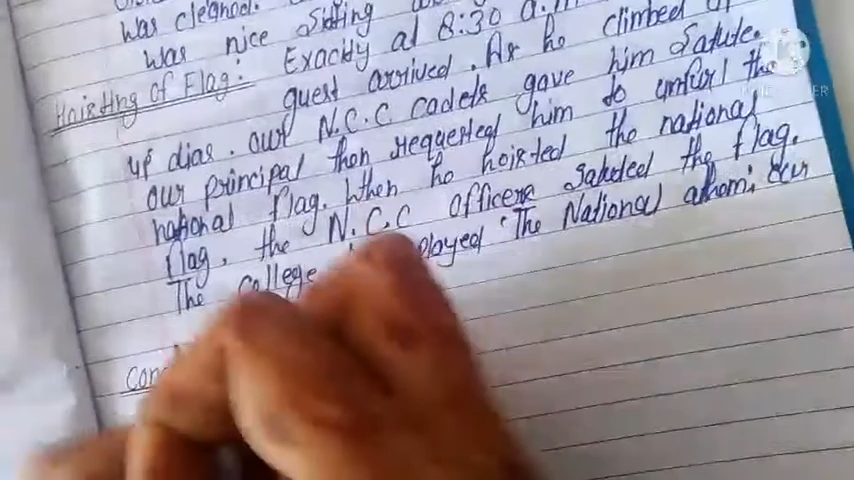 was cleaned.
was nice sitting
Hoisting of Flag: Exactly at 8:30 a.m
guest arrived. As he climbed
up dias. our N.C.C cadets gave him Salute.
our principal then requested him to unfurl the
national flag. When he hoisted the national
flag, the N.C.C officers saluted the flag.
The college played 'The National athem; Our
Con